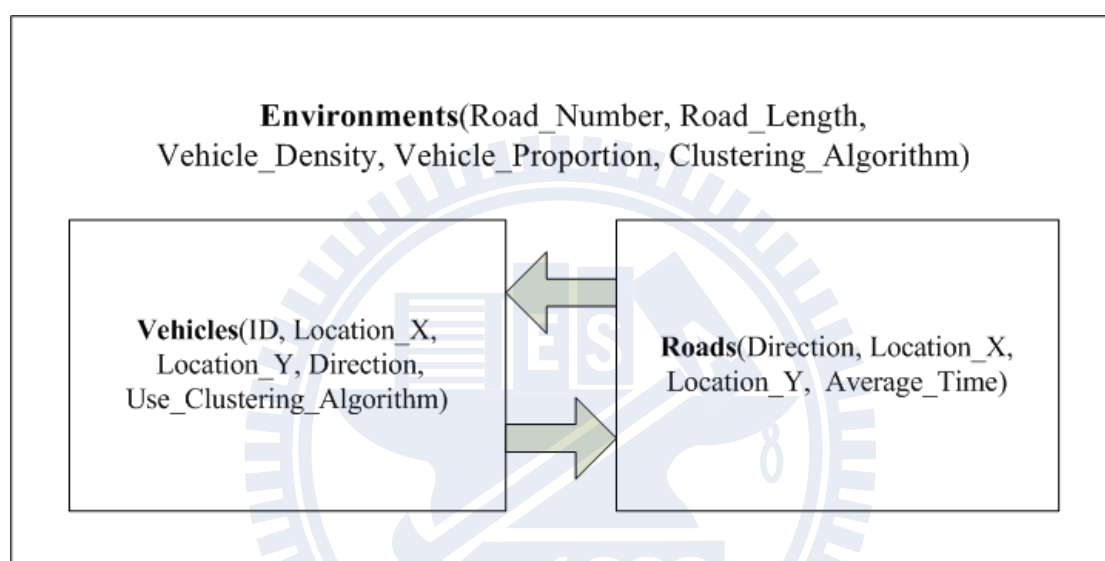 Environments(Road_Number, Road_Length,
Vehicle_Density, Vehicle_Proportion, Clustering_Algorithm)
Vehicles(ID, Location_X,
Location_Y, Direction,
Use_Clustering_Algorithm)
Roads(Direction, Location_X,
Location_Y, Average_Time)
E S